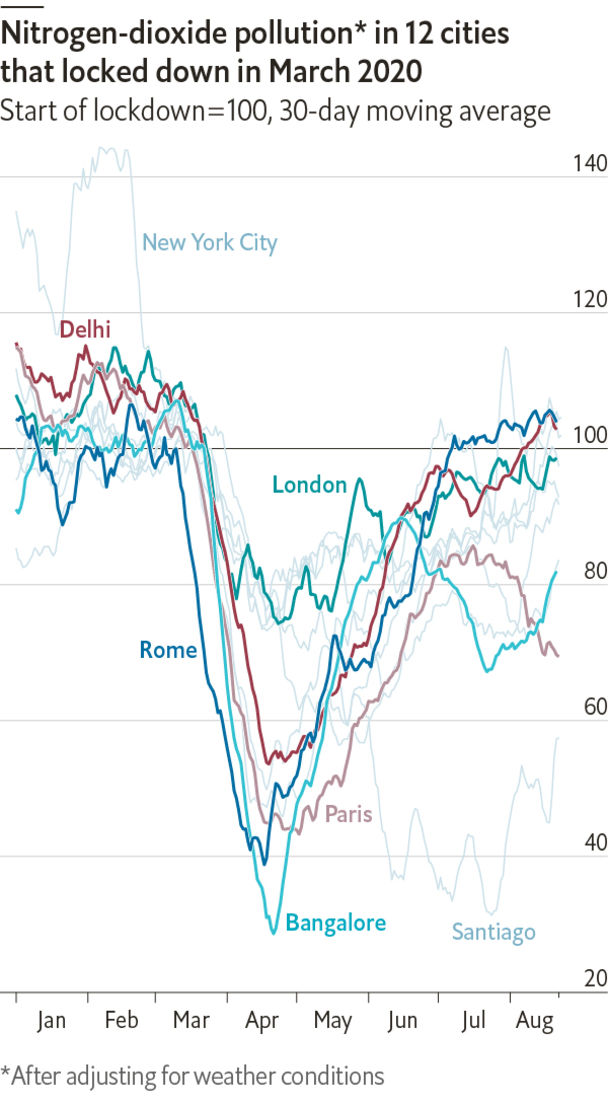 Nitrogen-dioxide pollution* in 12 cities
that locked down in March 2020
Start of lockdown=100, 30-day moving average
140
New York City
120
Delhi
100
London
80
Rome
60
Paris
40
Bangalore
Santiago
20
Jan Feb Mar Apr May Jun Jul Aug
*After adjusting for weather conditions